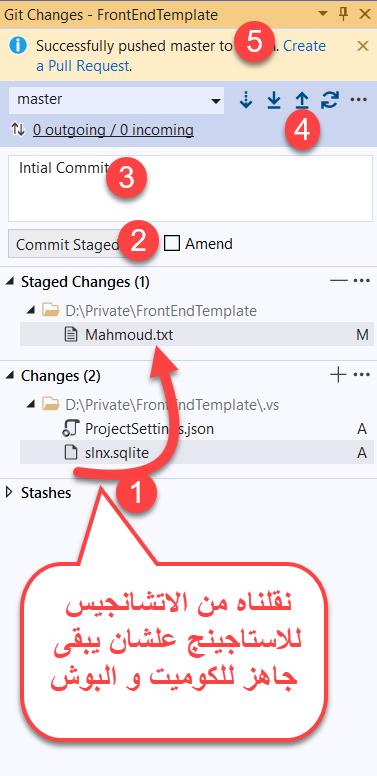 Git Changes - FrontEndTemplate
Successfully pushed master to 5 Create
a Pull Request.
master
4
0 outgoing / 0 incoming
Intial Commit
3
Commit Staged 2 Amend
Staged Changes (1)
D:\Private\FrontEndTemplate
Mahmoud.txt M
Changes (2)
D:\Private\FrontEndTemplate\.vs
ProjectSettings.json A
slnx.sqlite A
1
Stashes
نقلناه من الاتشانجيس
للاستاجينج علشان يبقى
جاهز للكوميت و البوش